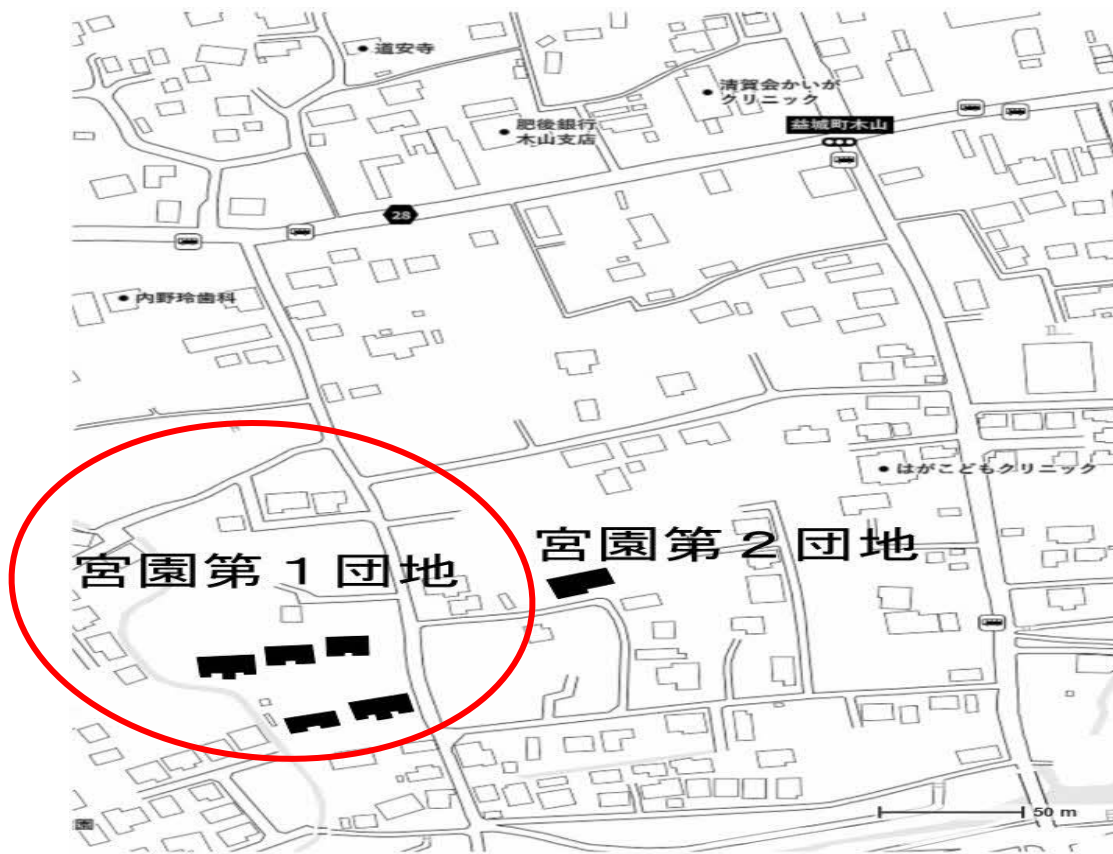 道安寺
清賀会かいが
クリニック
肥後銀行
木山支店
益城町木山
28
内野玲歯科
はがこどもクリニック
宮園第１団地
宮園第２団地
園
50 m